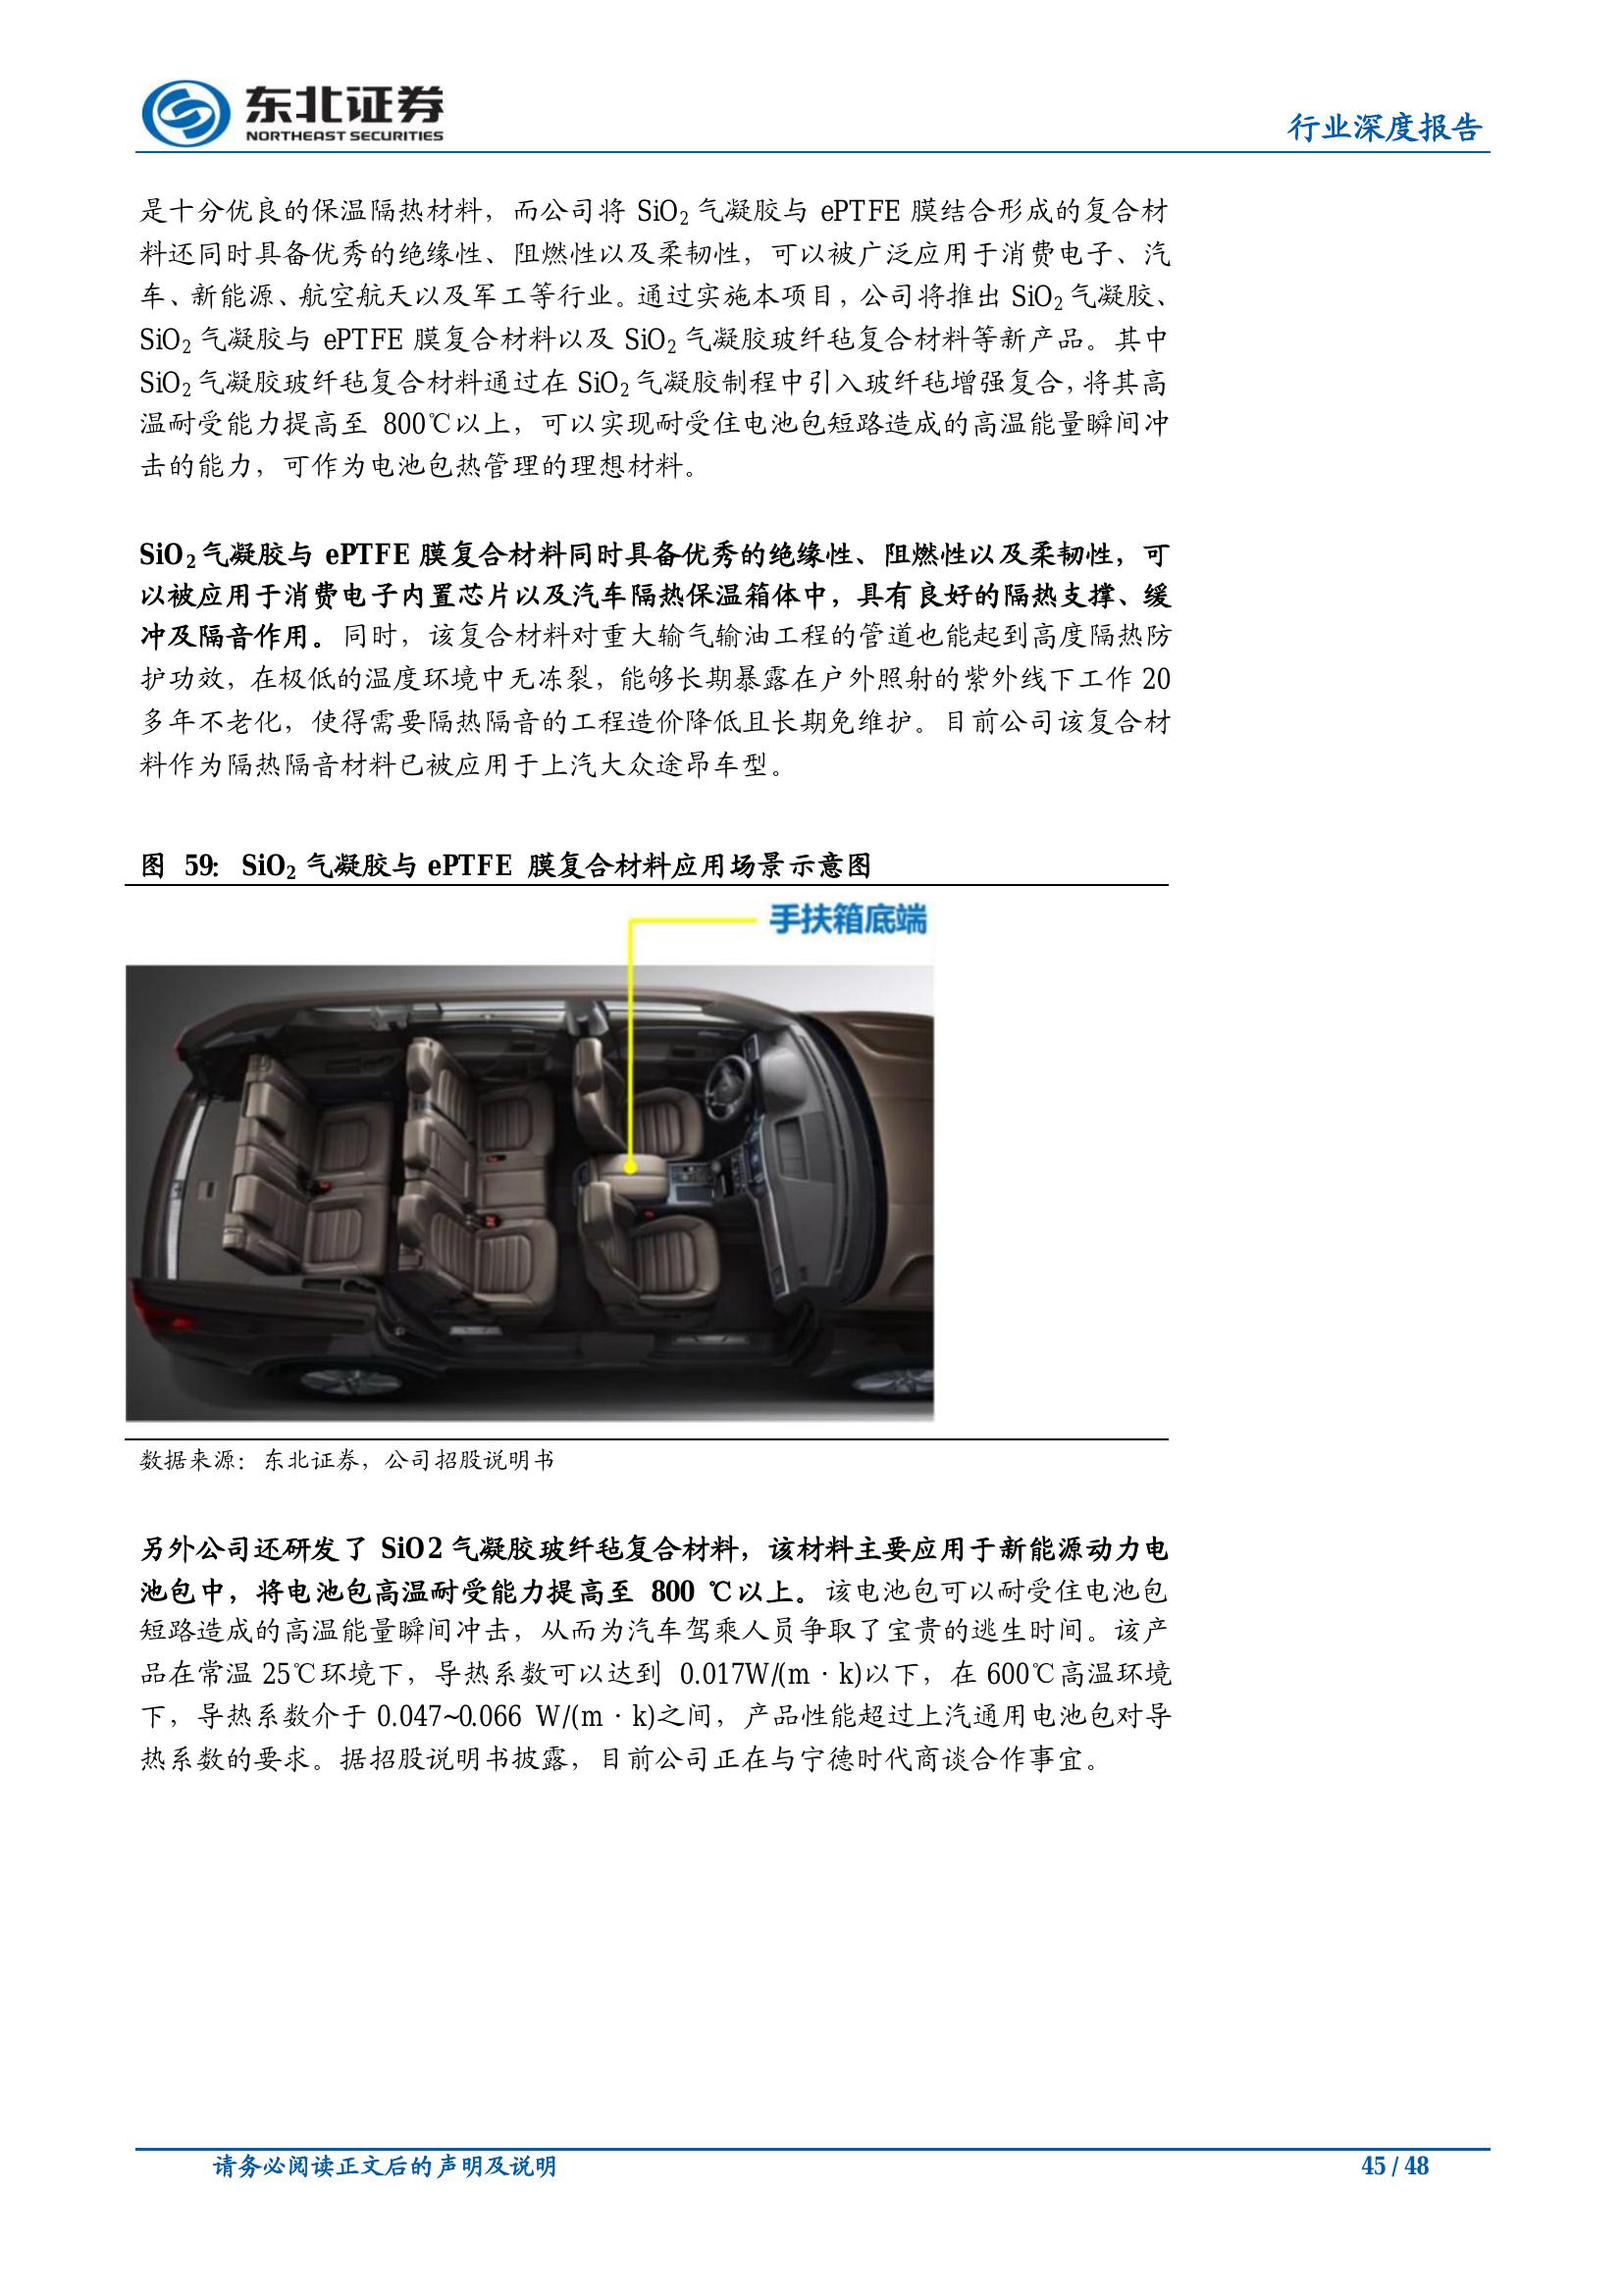 东北证券
NORTHEAST SECURITIES
行业深度报告
是十分优良的保温隔热材料，而公司将 SiO₂ 气凝胶与 ePTFE 膜结合形成的复合材
料还同时具备优秀的绝缘性、阻燃性以及柔韧性，可以被广泛应用于消费电子、汽
车、新能源、航空航天以及军工等行业。通过实施本项目，公司将推出 SiO₂ 气凝胶、
SiO₂ 气凝胶与 ePTFE 膜复合材料以及 SiO₂ 气凝胶玻纤毡复合材料等新产品。其中
SiO₂ 气凝胶玻纤毡复合材料通过在 SiO₂ 气凝胶制程中引入玻纤毡增强复合，将其高
温耐受能力提高至 800℃以上，可以实现耐受住电池包短路造成的高温能量瞬间冲
击的能力，可作为电池包热管理的理想材料。
SiO₂ 气凝胶与 ePTFE 膜复合材料同时具备优秀的绝缘性、阻燃性以及柔韧性，可
以被应用于消费电子内置芯片以及汽车隔热保温箱体中，具有良好的隔热支撑、缓
冲及隔音作用。同时，该复合材料对重大输气输油工程的管道也能起到高度隔热防
护功效，在极低的温度环境中无冻裂，能够长期暴露在户外照射的紫外线下工作 20
多年不老化，使得需要隔热隔音的工程造价降低且长期免维护。目前公司该复合材
料作为隔热隔音材料已被应用于上汽大众途昂车型。
图 59：SiO₂ 气凝胶与 ePTFE 膜复合材料应用场景示意图
手扶箱底端
数据来源：东北证券，公司招股说明书
另外公司还研发了 SiO2 气凝胶玻纤毡复合材料，该材料主要应用于新能源动力电
池包中，将电池包高温耐受能力提高至 800 ℃以上。该电池包可以耐受住电池包
短路造成的高温能量瞬间冲击，从而为汽车驾乘人员争取了宝贵的逃生时间。该产
品在常温 25℃环境下，导热系数可以达到 0.017W/(m·k)以下，在 600℃高温环境
下，导热系数介于 0.047~0.066 W/(m·k)之间，产品性能超过上汽通用电池包对导
热系数的要求。据招股说明书披露，目前公司正在与宁德时代商谈合作事宜。
请务必阅读正文后的声明及说明
45 / 48